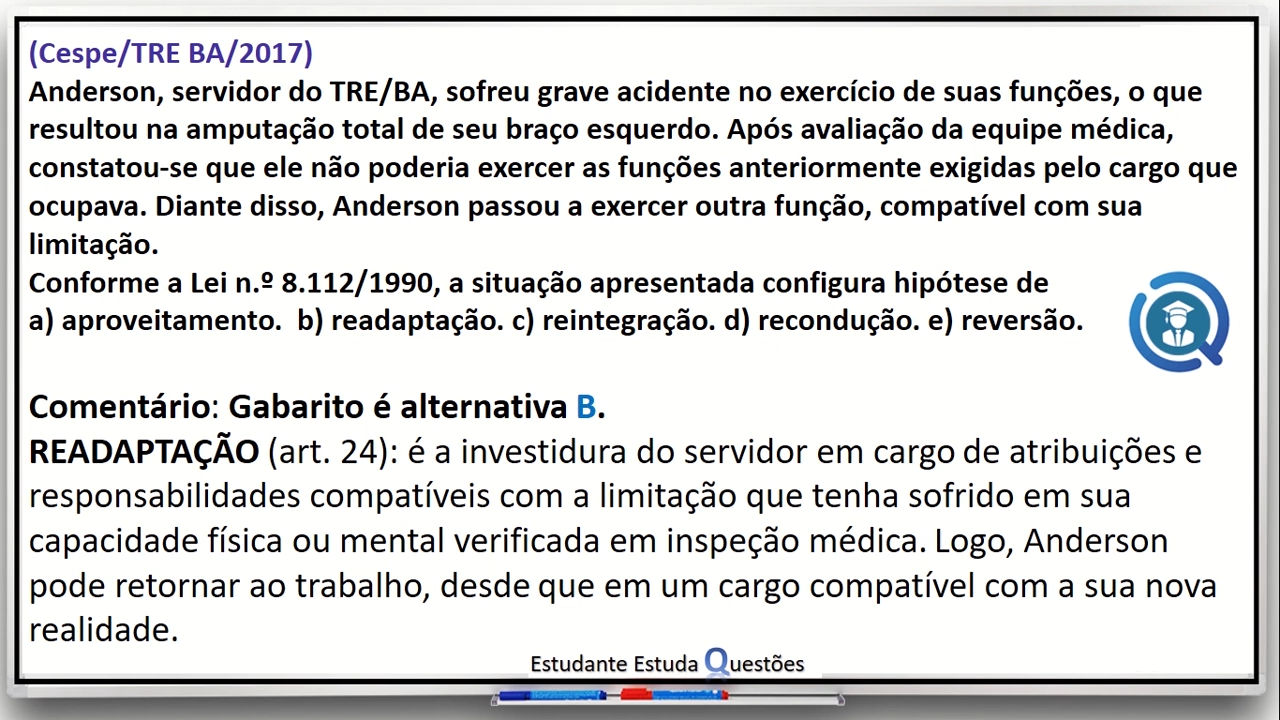 (Cespe/TRE BA/2017)
Anderson, servidor do TRE/BA, sofreu grave acidente no exercício de suas funções, o que
resultou na amputação total de seu braço esquerdo. Após avaliação da equipe médica,
constatou-se que ele não poderia exercer as funções anteriormente exigidas pelo cargo que
ocupava. Diante disso, Anderson passou a exercer outra função, compatível com sua
limitação.
Conforme a Lei n.º 8.112/1990, a situação apresentada configura hipótese de
a) aproveitamento.  b) readaptação. c) reintegração. d) recondução. e) reversão.
Comentário: Gabarito é alternativa B.
READAPTAÇÃO (art. 24): é a investidura do servidor em cargo de atribuições e
responsabilidades compatíveis com a limitação que tenha sofrido em sua
capacidade física ou mental verificada em inspeção médica. Logo, Anderson
pode retornar ao trabalho, desde que em um cargo compatível com a sua nova
realidade.
Estudante Estuda Questões